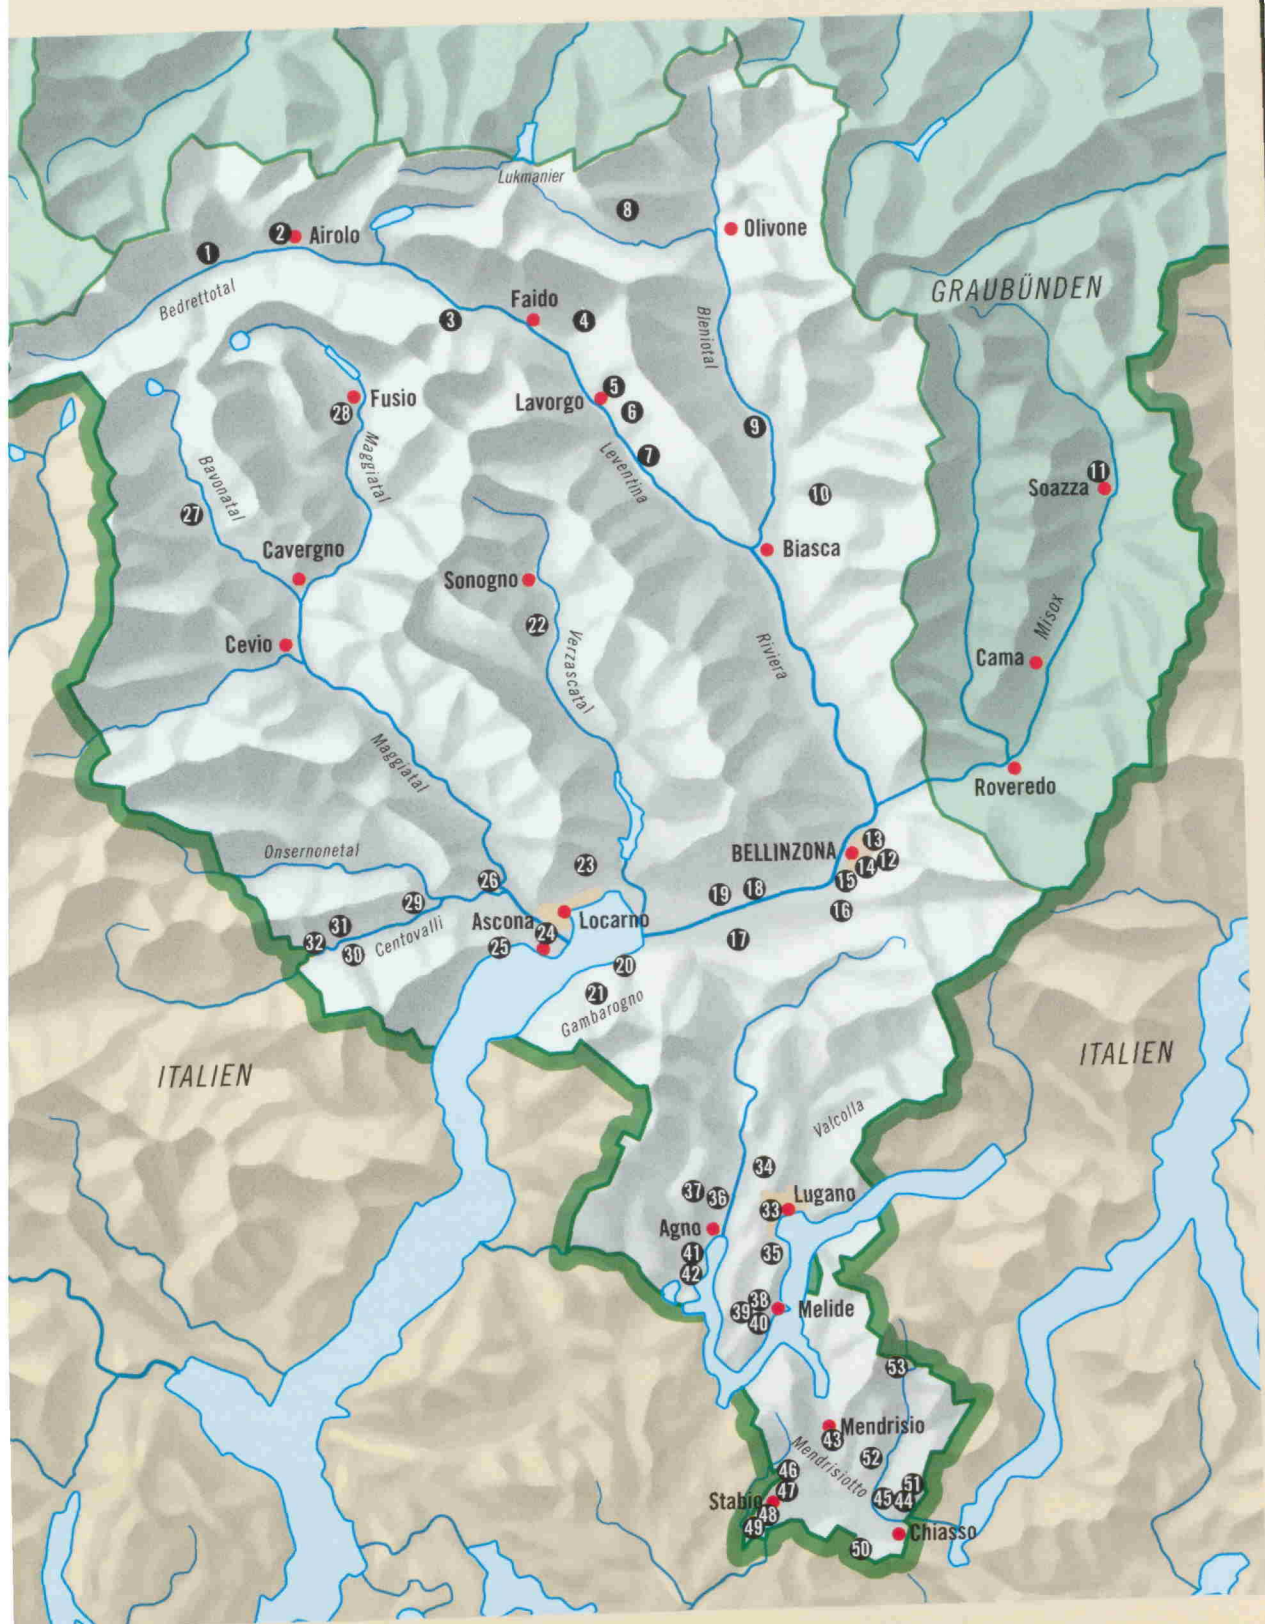 Lukmanier
8
Olivone
2
Airolo
1
GRAUBÜNDEN
Bedrettotal
Faido
3
4
Bleniotal
5
Lavorgo
6
Fusio
28
9
Maggiatal
7
Leventina
11
Soazza
Bavonatal
10
27
Cavergno
Biasca
Sonogno
22
Misox
Cevio
Verzascatal
Riviera
Cama
Maggiatal
Roveredo
13
BELLINZONA
Onsernonetal
12
23
14
26
15
18
19
29
16
Ascona
Locarno
31
24
Centovalli
32
25
17
30
20
21
Gambarogno
ITALIEN
ITALIEN
Valcolla
34
37
36
Lugano
33
Agno
41
35
42
38
39
Melide
40
53
Mendrisio
43
Mendrisiotto
52
46
51
47
45
44
Stabio
48
49
Chiasso
50